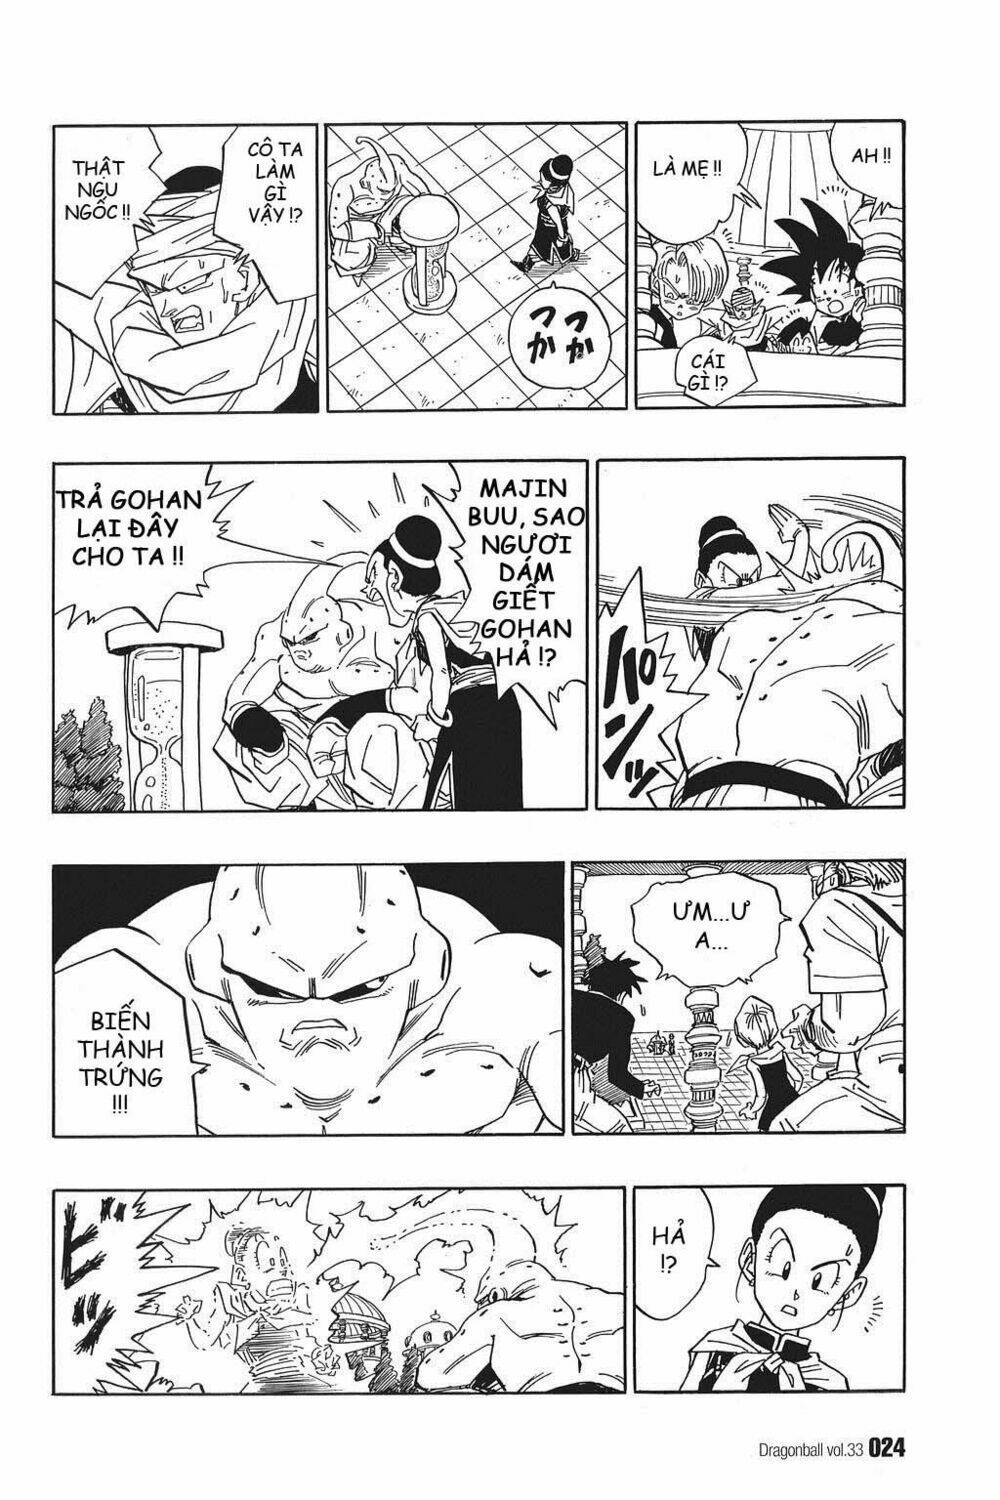 AH !!
LÀ MẸ !!
CÁI
GÌ !?
つか
つか
CÔ TA
LÀM
GÌ
VẬY !?
THẬT
NGU
NGỐC !!
パン
ッ
MAJIN
BUU, SAO
NGƯƠI
DÁM
GIẾT
GOHAN
HẢ !?
TRẢ GOHAN
LẠI ĐÂY
CHO TA !!
ƯM...Ư
A...
BIẾN
THÀNH
TRỨNG
!!!
HẢ
!?
ビビッ
Dragonball vol.33 024